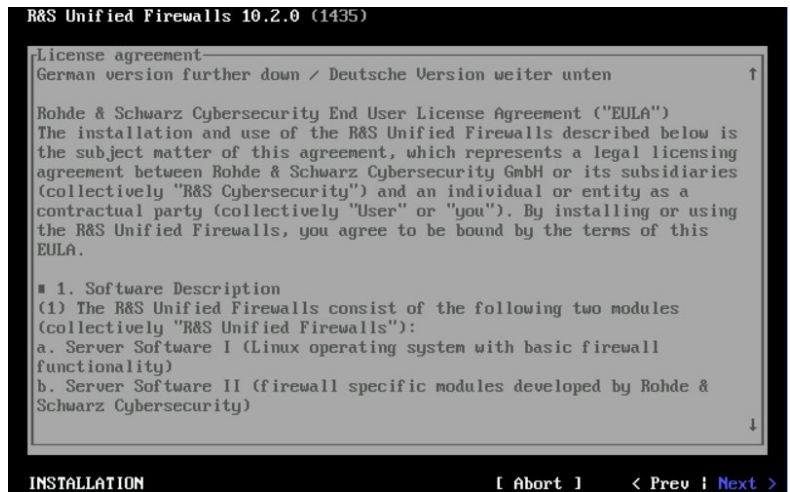 R&S Unified Firewalls 10.2.0 (1435)
License agreement
German version further down / Deutsche Version weiter unten
Rohde & Schwarz Cybersecurity End User License Agreement ("EULA")
The installation and use of the R&S Unified Firewalls described below is
the subject matter of this agreement, which represents a legal licensing
agreement between Rohde & Schwarz Cybersecurity GmbH or its subsidiaries
(collectively "R&S Cybersecurity") and an individual or entity as a
contractual party (collectively "User" or "you"). By installing or using
the R&S Unified Firewalls, you agree to be bound by the terms of this
EULA.
■ 1. Software Description
(1) The R&S Unified Firewalls consist of the following two modules
(collectively "R&S Unified Firewalls"):
a. Server Software I (Linux operating system with basic firewall
functionality)
b. Server Software II (firewall specific modules developed by Rohde &
Schwarz Cybersecurity)
INSTALLATION [ Abort ] < Prev ¦ Next >